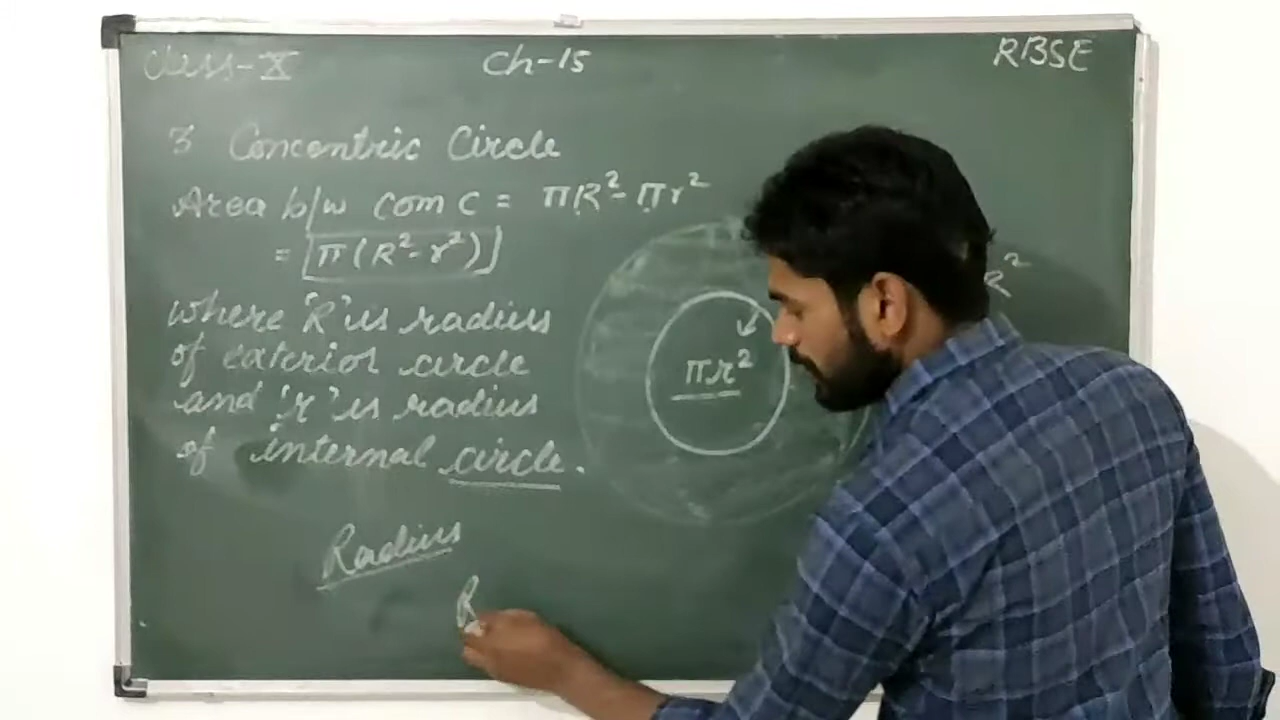 Class-X
Ch-15
RBSE
3 Concentric Circle
Area b/w com C = πR²-πr²
= π(R²-r²)
where 'R' is radius
of exterior circle
and 'r' is radius
of internal circle.
πr²
R²
Radius
R